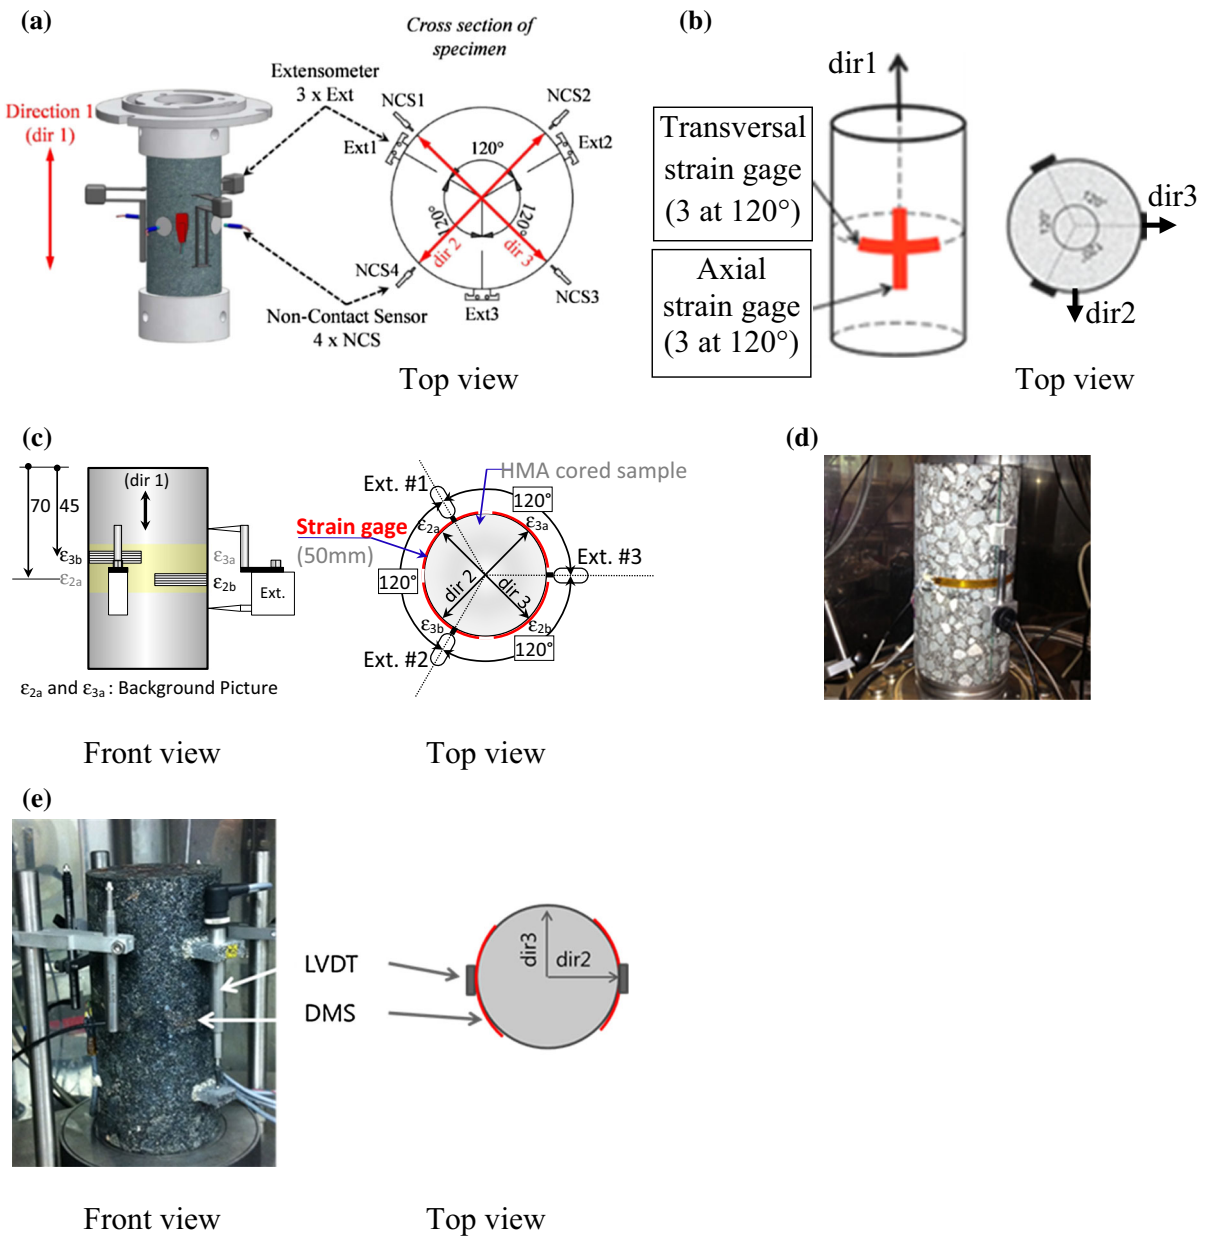 (a)
Cross section of
specimen
Direction 1
(dir 1)
Extensometer
3 x Ext
NCS1
NCS2
Ext1
Ext2
120°
120°
120°
dir 2
dir 3
NCS4
NCS3
Ext3
Non-Contact Sensor
4 x NCS
Top view
(b)
dir1
Transversal
strain gage
(3 at 120°)
Axial
strain gage
(3 at 120°)
120°
120°
120°
dir3
dir2
Top view
(c)
(dir 1)
70
45
ε3b
ε2a
ε3a
ε2b
Ext.
ε2a and ε3a : Background Picture
Front view
HMA cored sample
Ext. #1
120°
Strain gage
(50mm)
ε2a
ε3a
Ext. #3
120°
dir 2
dir 3
ε3b
ε2b
120°
Ext. #2
Top view
(d)
(e)
LVDT
DMS
dir3
dir2
Front view
Top view